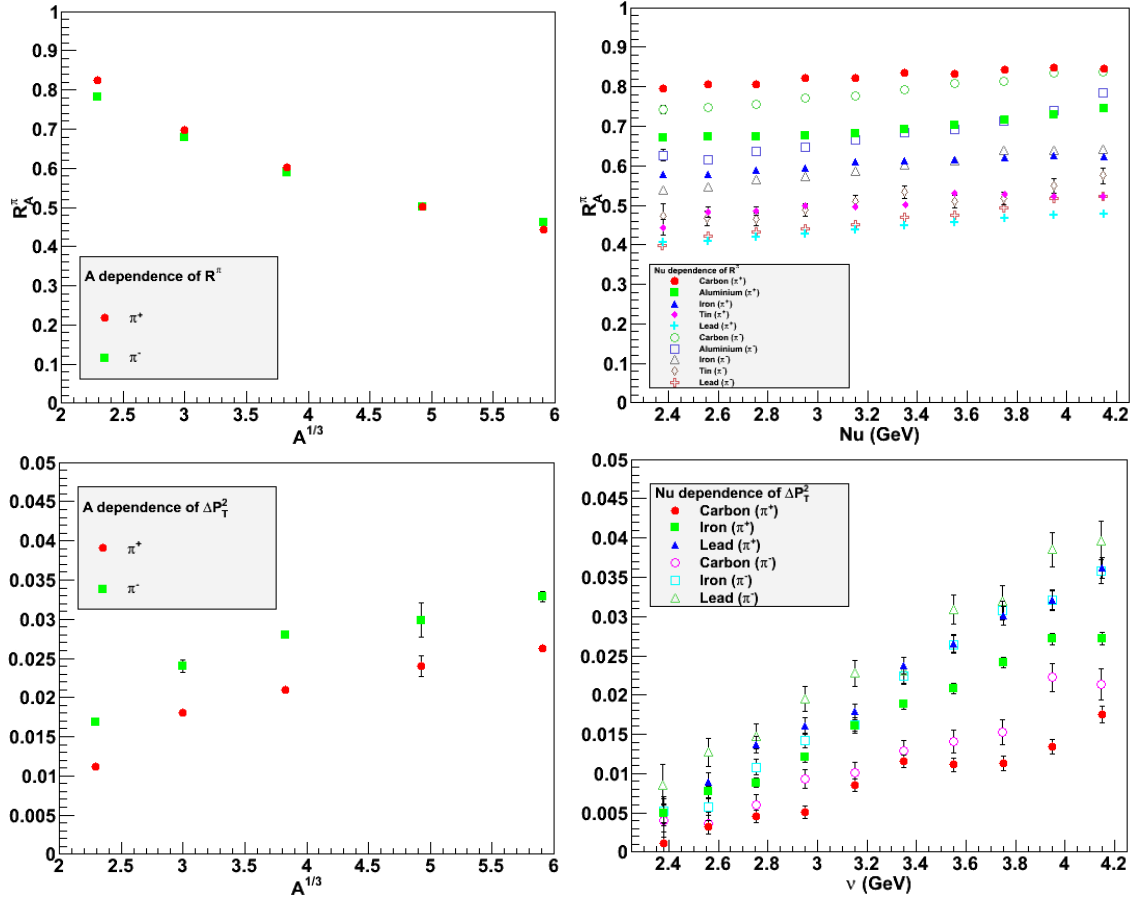 1
0.9
0.8
0.7
0.6
0.5
0.4
0.3
0.2
0.1
0
R_A^π
A dependence of R^π
π⁺
π⁻
2 2.5 3 3.5 4 4.5 5 5.5 6
A^1/3
1
0.9
0.8
0.7
0.6
0.5
0.4
0.3
0.2
0.1
0
R_A^π
Nu dependence of R^π
Carbon (π⁺)
Aluminium (π⁺)
Iron (π⁺)
Tin (π⁺)
Lead (π⁺)
Carbon (π⁻)
Aluminium (π⁻)
Iron (π⁻)
Tin (π⁻)
Lead (π⁻)
2.4 2.6 2.8 3 3.2 3.4 3.6 3.8 4 4.2
Nu (GeV)
0.05
0.045
0.04
0.035
0.03
0.025
0.02
0.015
0.01
0.005
0
A dependence of ΔP_T^2
π⁺
π⁻
2 2.5 3 3.5 4 4.5 5 5.5 6
A^1/3
0.05
0.045
0.04
0.035
0.03
0.025
0.02
0.015
0.01
0.005
0
Nu dependence of ΔP_T^2
Carbon (π⁺)
Iron (π⁺)
Lead (π⁺)
Carbon (π⁻)
Iron (π⁻)
Lead (π⁻)
2.4 2.6 2.8 3 3.2 3.4 3.6 3.8 4 4.2
ν (GeV)